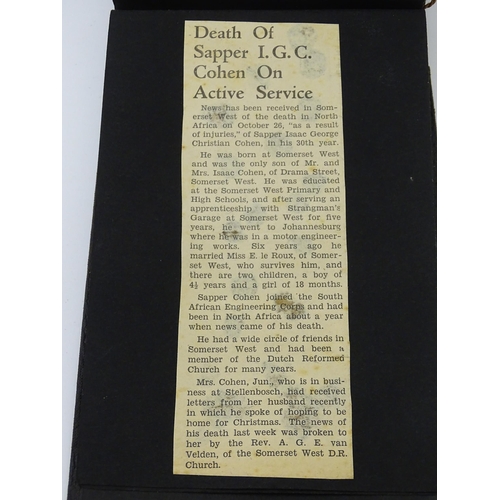 Death Of
Sapper I.G.C.
Cohen On
Active Service
News has been received in Som-
erset West of the death in North
Africa on October 26, "as a result
of injuries," of Sapper Isaac George
Christian Cohen, in his 30th year.
He was born at Somerset West
and was the only son of Mr. and
Mrs. Isaac Cohen, of Drama Street,
Somerset West. He was educated
at the Somerset West Primary and
High Schools, and after serving an
apprenticeship with Strangman's
Garage at Somerset West for five
years, he went to Johannesburg
where he was in a motor engineer-
ing works. Six years ago he
married Miss E. le Roux, of Somer-
set West, who survives him, and
there are two children, a boy of
4½ years and a girl of 18 months.
Sapper Cohen joined the South
African Engineering Corps and had
been in North Africa about a year
when news came of his death.
He had a wide circle of friends in
Somerset West and had been a
member of the Dutch Reformed
Church for many years.
Mrs. Cohen, Jun., who is in busi-
ness at Stellenbosch, had received
letters from her husband recently
in which he spoke of hoping to be
home for Christmas. The news of
his death last week was broken to
her by the Rev. A. G. E. van
Velden, of the Somerset West D.R.
Church.